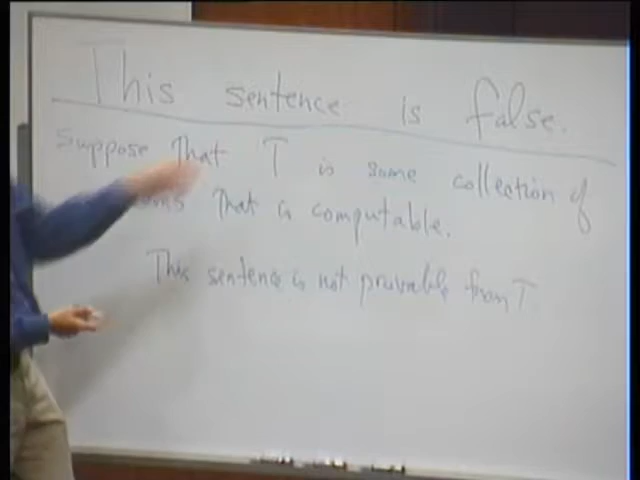 This sentence is false.
Suppose that T is some collection of
that is computable.
This sentence is not provable from T